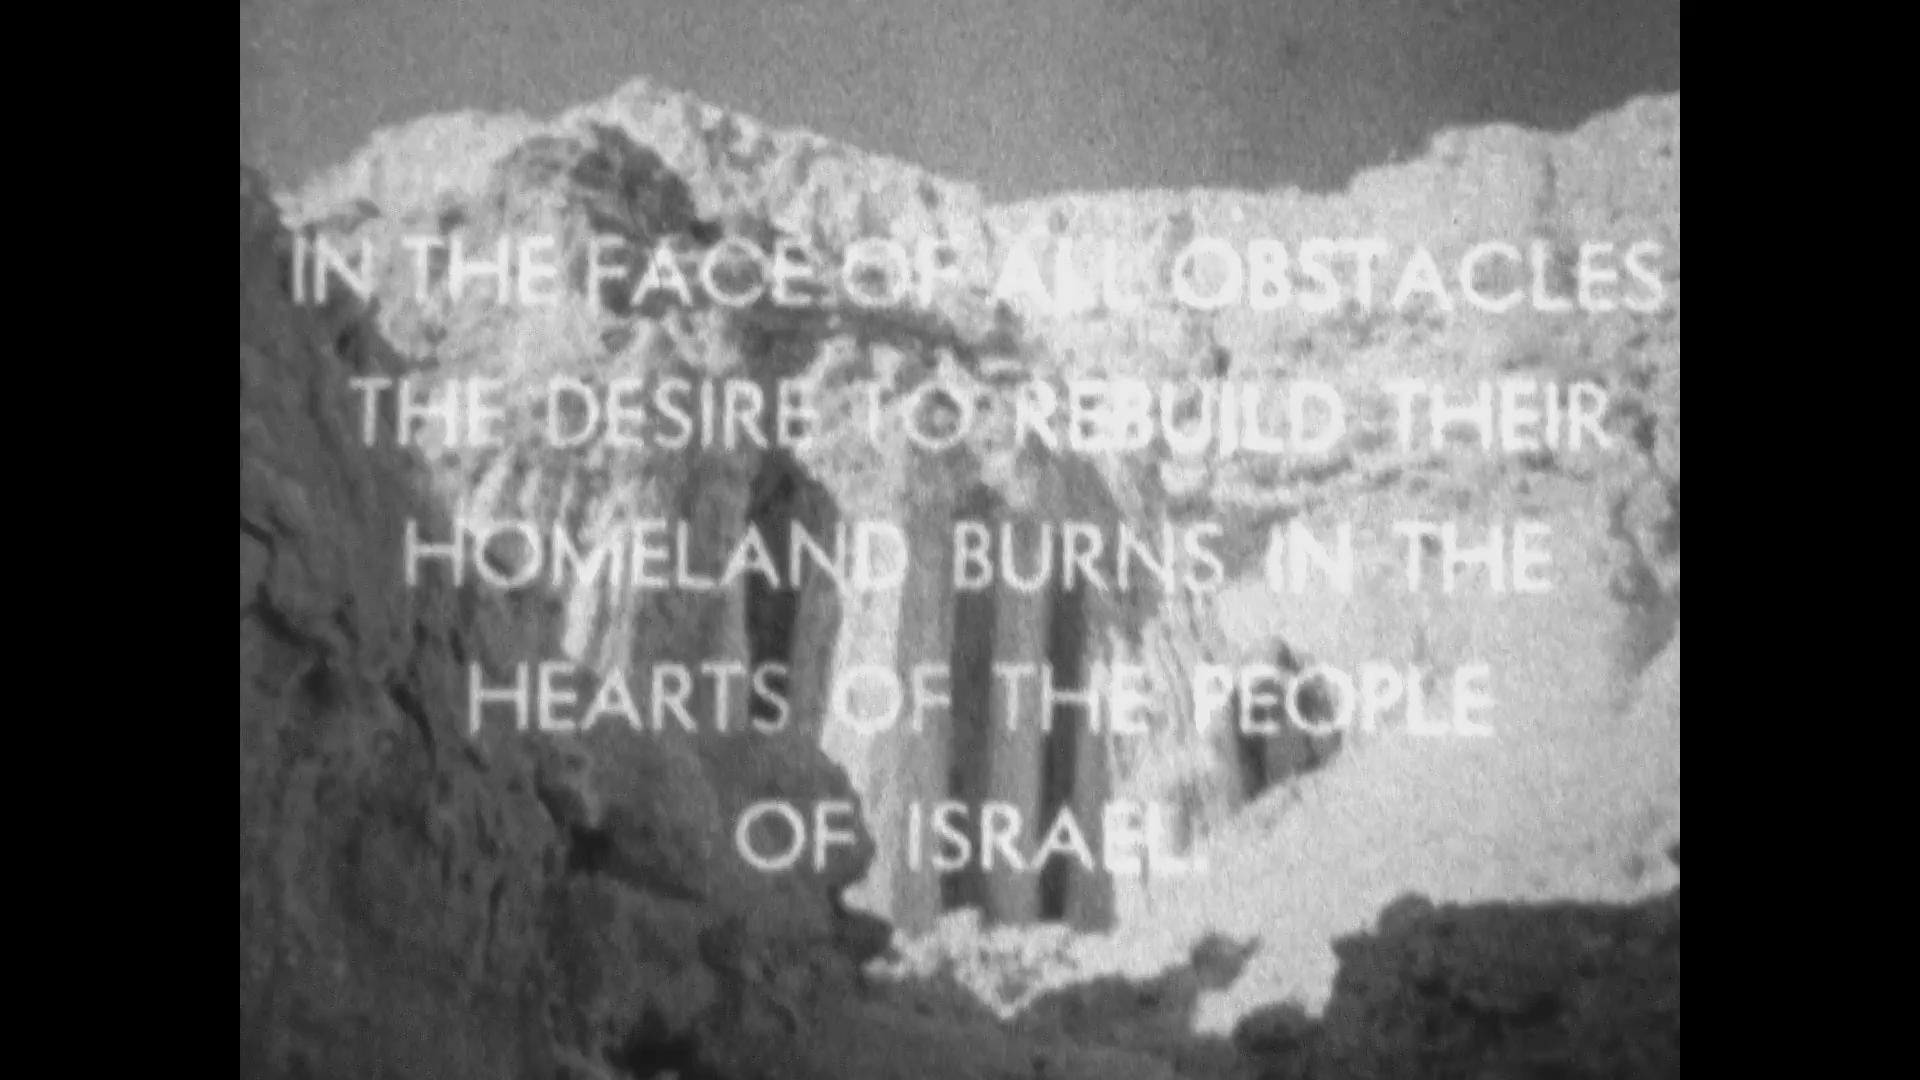 IN THE FACE OF ALL OBSTACLES
THE DESIRE TO REBUILD THEIR
HOMELAND BURNS IN THE
HEARTS OF THE PEOPLE
OF ISRAEL.